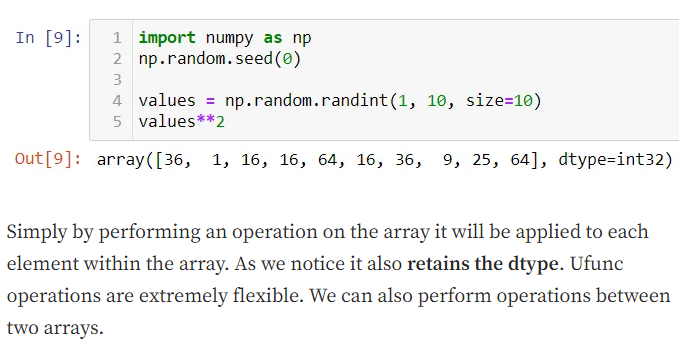 In [9]:
1 import numpy as np
2 np.random.seed(0)
3
4 values = np.random.randint(1, 10, size=10)
5 values**2
Out[9]: array([36,  1, 16, 16, 64, 16, 36,  9, 25, 64], dtype=int32)
Simply by performing an operation on the array it will be applied to each
element within the array. As we notice it also retains the dtype. Ufunc
operations are extremely flexible. We can also perform operations between
two arrays.